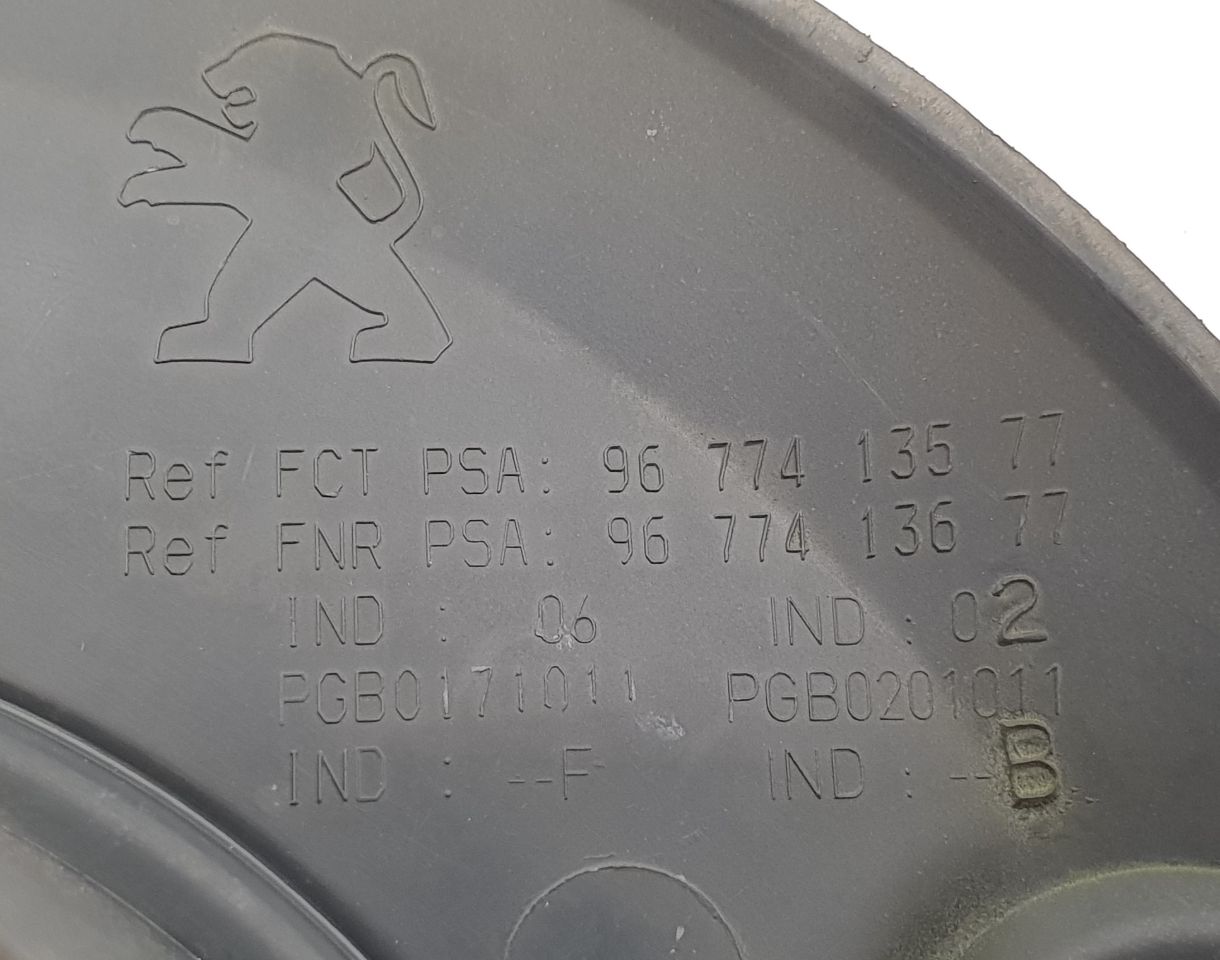 Ref FCT PSA: 96 774 135 77
Ref FNR PSA: 96 774 136 77
IND : 06 IND : 02
PGB0171011 PGB0201011
IND : --F IND : --B